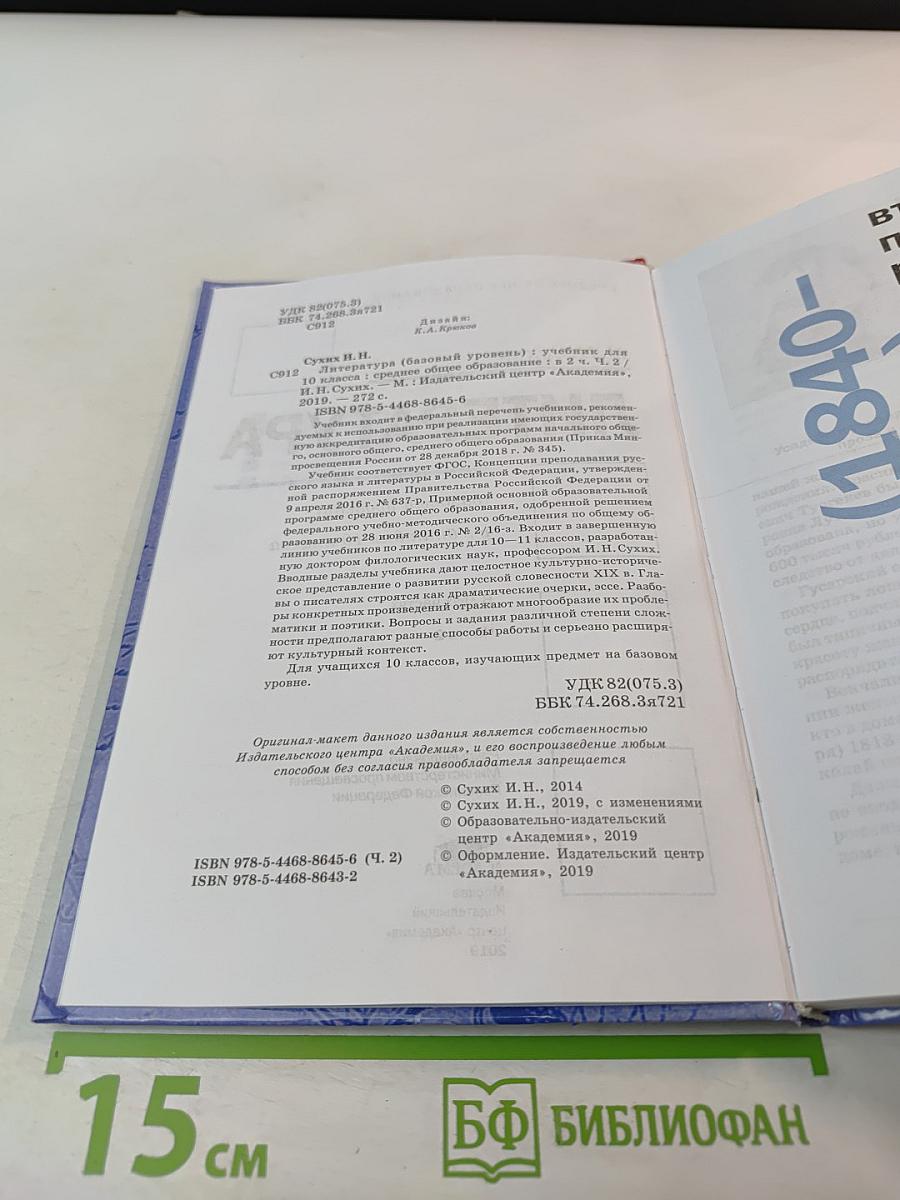 УДК 82(075.3)
ББК 74.268.3я721
С912
Дизайн:
К. А. Крюков
Сухих И. Н.
С912 Литература (базовый уровень) : учебник для
10 класса : среднее общее образование : в 2 ч. Ч. 2 /
И. Н. Сухих. — М. : Издательский центр «Академия»,
2019. — 272 с.
ISBN 978-5-4468-8645-6
Учебник входит в федеральный перечень учебников, рекомен-
дуемых к использованию при реализации имеющих государствен-
ную аккредитацию образовательных программ начального обще-
го, основного общего, среднего общего образования (Приказ Мин-
просвещения России от 28 декабря 2018 г. № 345).
Учебник соответствует ФГОС, Концепции преподавания рус-
ского языка и литературы в Российской Федерации, утвержден-
ной распоряжением Правительства Российской Федерации от
9 апреля 2016 г. № 637-р, Примерной основной образовательной
программе среднего общего образования, одобренной решением
федерального учебно-методического объединения по общему об-
разованию от 28 июня 2016 г. № 2/16-з. Входит в завершенную
линию учебников по литературе для 10—11 классов, разработан-
ную доктором филологических наук, профессором И. Н. Сухих.
Вводные разделы учебника дают целостное культурно-историче-
ское представление о развитии русской словесности XIX в. Гла-
вы о писателях строятся как драматические очерки, эссе. Разбо-
ры конкретных произведений отражают многообразие их пробле-
матики и поэтики. Вопросы и задания различной степени слож-
ности предполагают разные способы работы и серьезно расширя-
ют культурный контекст.
Для учащихся 10 классов, изучающих предмет на базовом
уровне.
УДК 82(075.3)
ББК 74.268.3я721
Оригинал-макет данного издания является собственностью
Издательского центра «Академия», и его воспроизведение любым
способом без согласия правообладателя запрещается
© Сухих И. Н., 2014
© Сухих И. Н., 2019, с изменениями
© Образовательно-издательский
центр «Академия», 2019
ISBN 978-5-4468-8645-6 (Ч. 2)
© Оформление. Издательский центр
ISBN 978-5-4468-8643-2
«Академия», 2019
(1840–
15 см
БФ БИБЛИОФАН